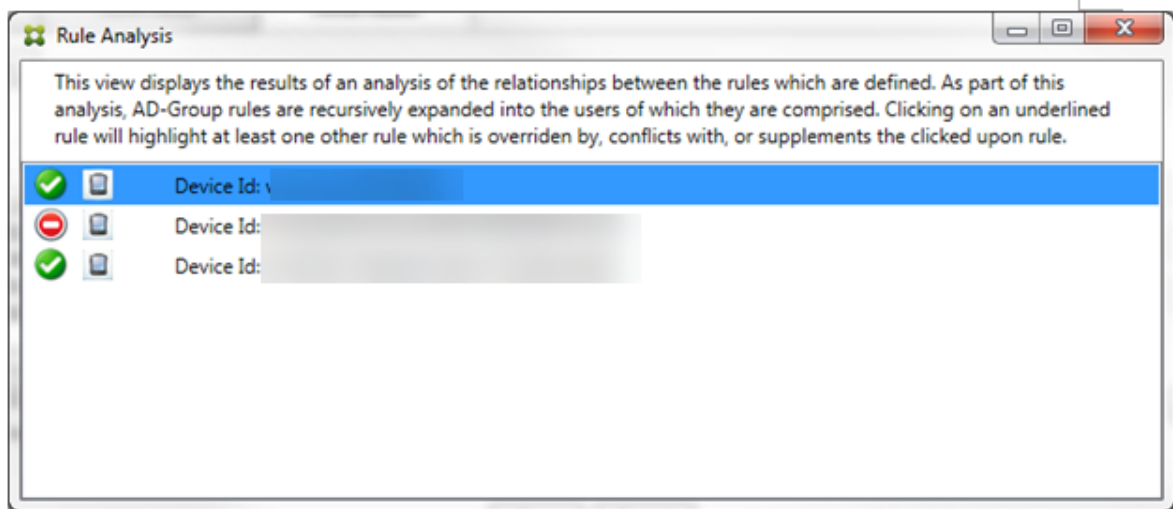 Rule Analysis
This view displays the results of an analysis of the relationships between the rules which are defined. As part of this
analysis, AD-Group rules are recursively expanded into the users of which they are comprised. Clicking on an underlined
rule will highlight at least one other rule which is overriden by, conflicts with, or supplements the clicked upon rule.
Device Id:
Device Id:
Device Id: